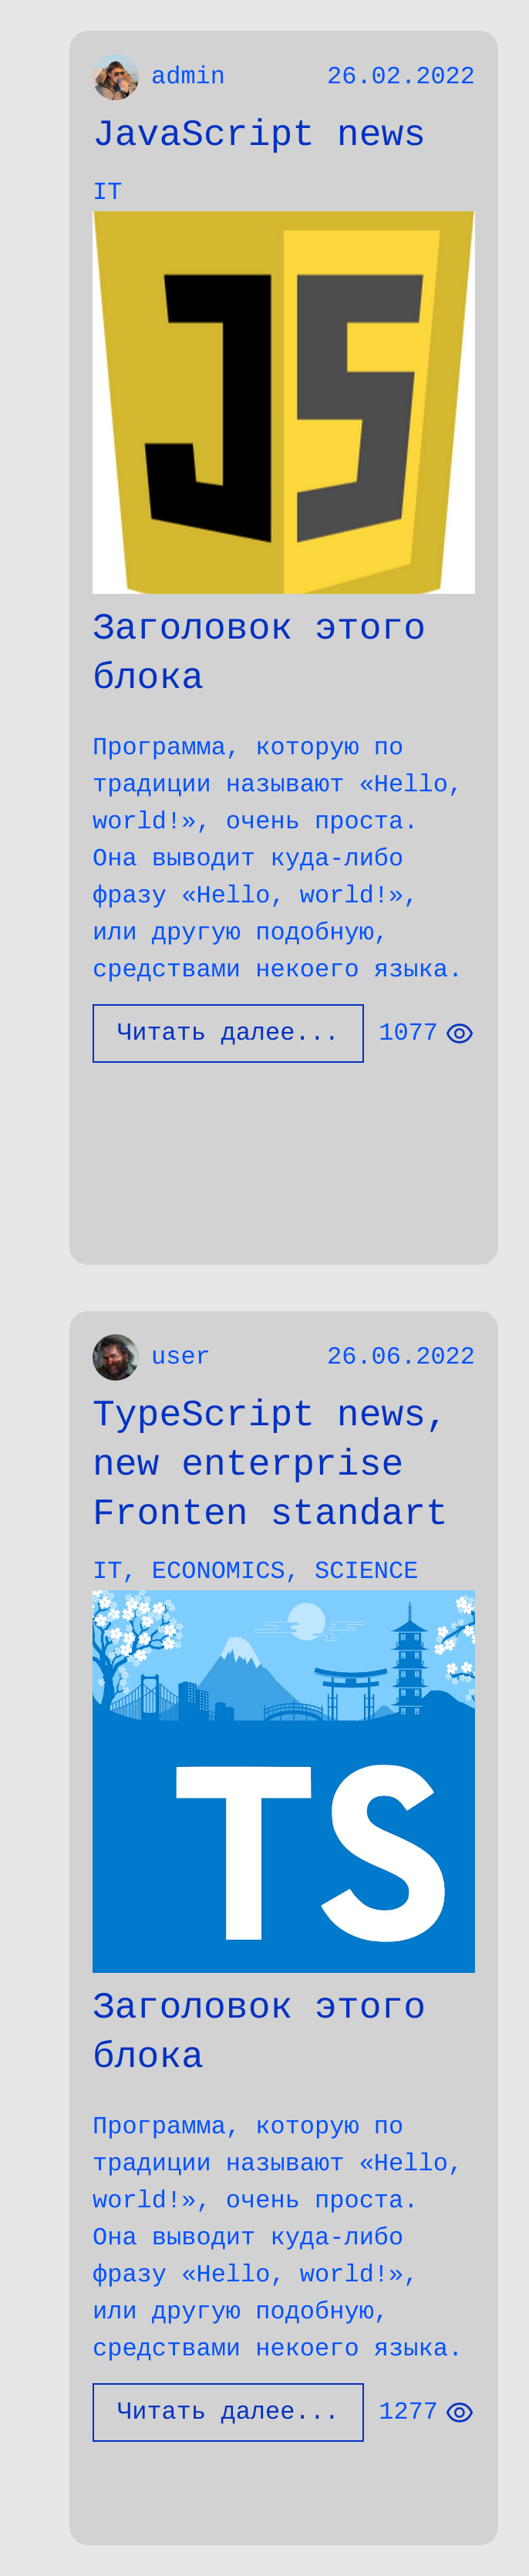 admin 26.02.2022
JavaScript news
IT
JS
Заголовок этого
блока
Программа, которую по
традиции называют «Hello,
world!», очень проста.
Она выводит куда-либо
фразу «Hello, world!»,
или другую подобную,
средствами некоего языка.
Читать далее... 1077
user 26.06.2022
TypeScript news,
new enterprise
Fronten standart
IT, ECONOMICS, SCIENCE
TS
Заголовок этого
блока
Программа, которую по
традиции называют «Hello,
world!», очень проста.
Она выводит куда-либо
фразу «Hello, world!»,
или другую подобную,
средствами некоего языка.
Читать далее... 1277